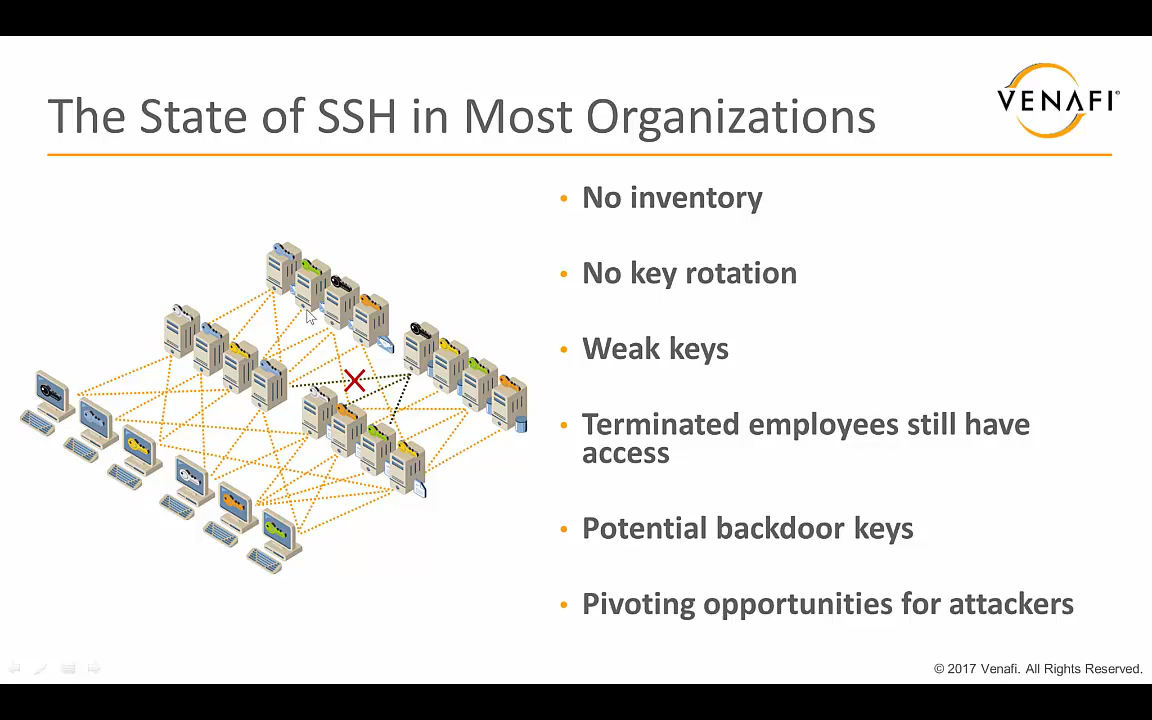 The State of SSH in Most Organizations
VENAFI®
• No inventory
• No key rotation
• Weak keys
• Terminated employees still have
access
• Potential backdoor keys
• Pivoting opportunities for attackers
© 2017 Venafi. All Rights Reserved.